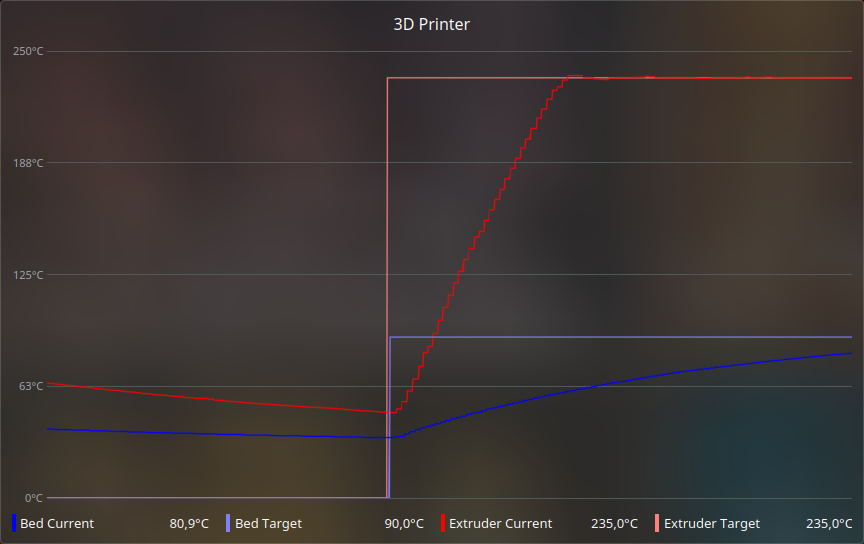 3D Printer
250°C
188°C
125°C
63°C
0°C
Bed Current 80,9°C Bed Target 90,0°C Extruder Current 235,0°C Extruder Target 235,0°C